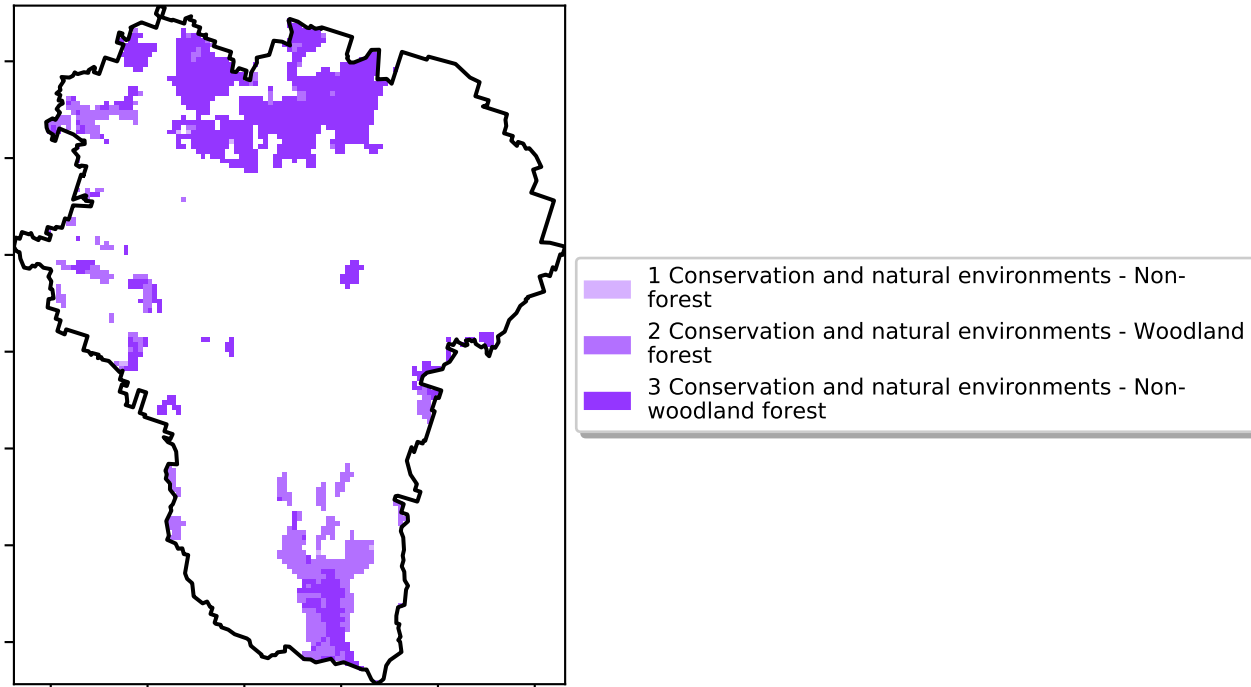 1 Conservation and natural environments - Non-
forest
2 Conservation and natural environments - Woodland
forest
3 Conservation and natural environments - Non-
woodland forest